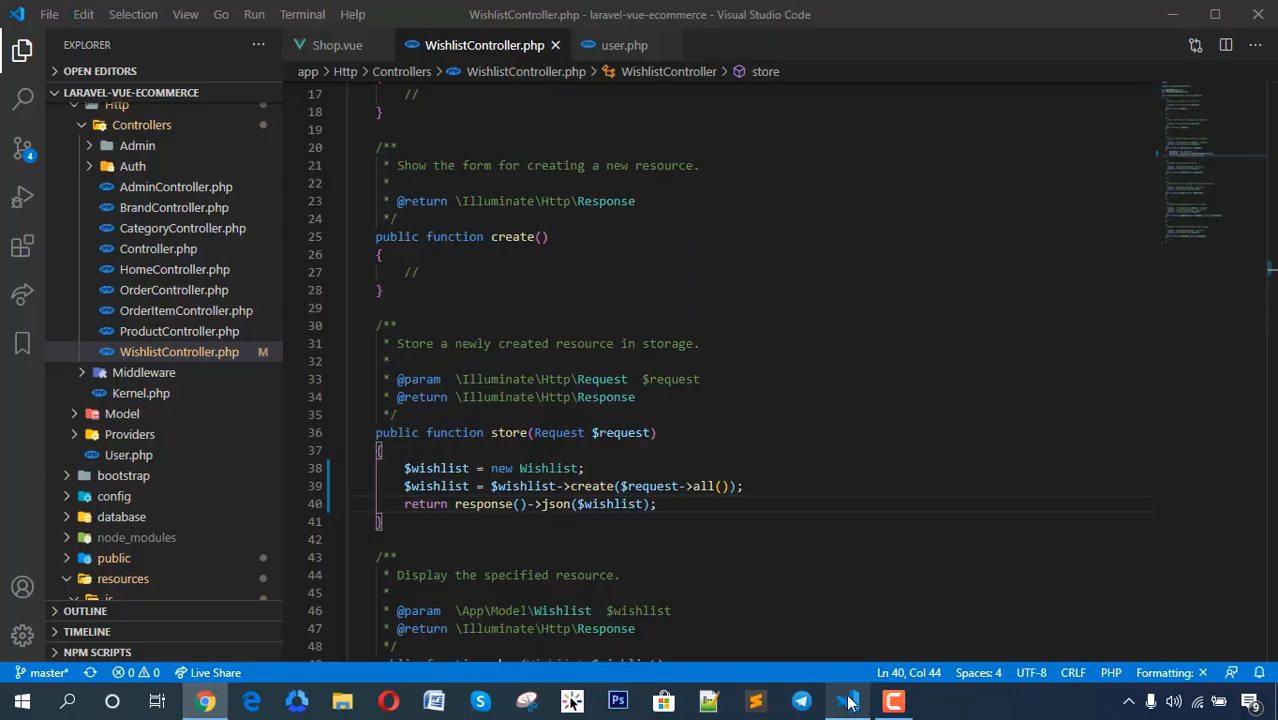 File Edit Selection View Go Run Terminal Help
WishlistController.php - laravel-vue-ecommerce - Visual Studio Code
EXPLORER
OPEN EDITORS
LARAVEL-VUE-ECOMMERCE
Http
Controllers
Admin
Auth
AdminController.php
BrandController.php
CategoryController.php
Controller.php
HomeController.php
OrderController.php
OrderItemController.php
ProductController.php
WishlistController.php M
Middleware
Kernel.php
Model
Providers
User.php
bootstrap
config
database
node_modules
public
resources
js
OUTLINE
TIMELINE
NPM SCRIPTS
4
Shop.vue WishlistController.php user.php
app > Http > Controllers > WishlistController.php > WishlistController > store
17 //
18 }
19
20 /**
21 * Show the form for creating a new resource.
22 *
23 * @return \Illuminate\Http\Response
24 */
25 public function create()
26 {
27 //
28 }
29
30 /**
31 * Store a newly created resource in storage.
32 *
33 * @param \Illuminate\Http\Request $request
34 * @return \Illuminate\Http\Response
35 */
36 public function store(Request $request)
37 {
38 $wishlist = new Wishlist;
39 $wishlist = $wishlist->create($request->all());
40 return response()->json($wishlist);
41 }
42
43 /**
44 * Display the specified resource.
45 *
46 * @param \App\Model\Wishlist $wishlist
47 * @return \Illuminate\Http\Response
48 */
master* 0 0 Live Share Ln 40, Col 44 Spaces: 4 UTF-8 CRLF PHP Formatting: ×
Ps
9